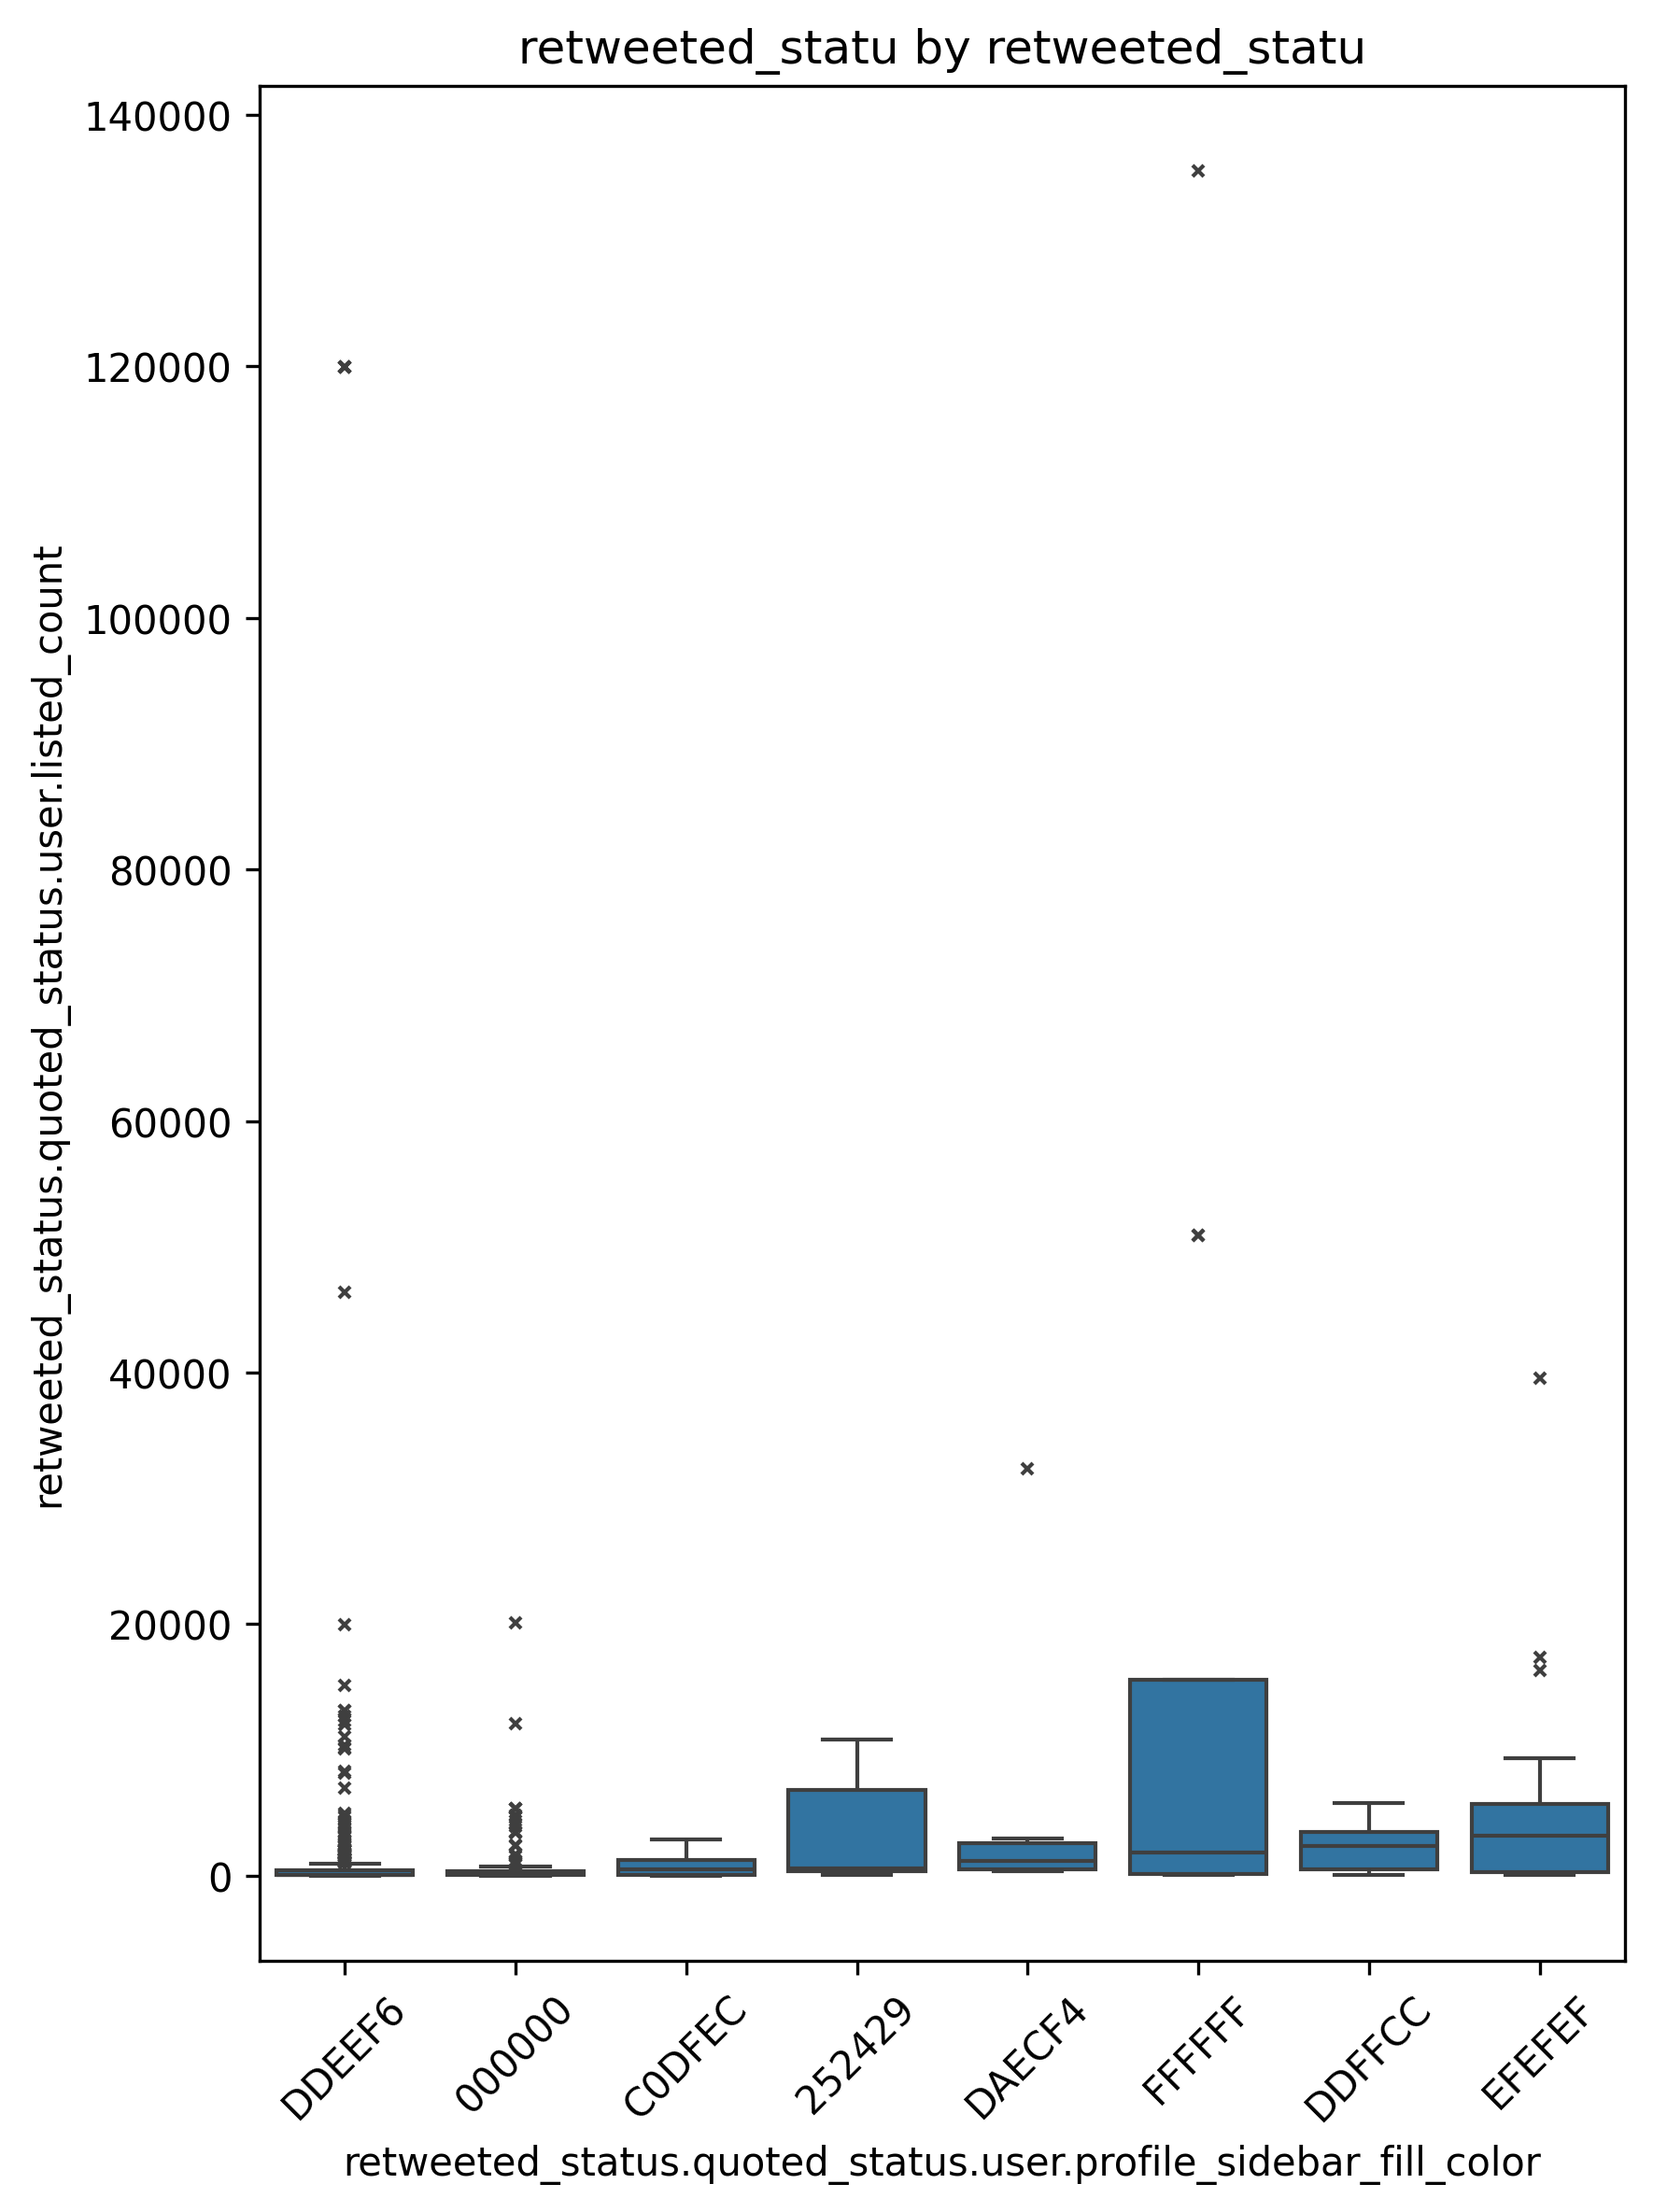 retweeted_statu by retweeted_statu
retweeted_status.quoted_status.user.listed_count
140000
120000
100000
80000
60000
40000
20000
0
DDEEF6
000000
C0DFEC
252429
DAECF4
FFFFFF
DDFFCC
EFEFEF
retweeted_status.quoted_status.user.profile_sidebar_fill_color